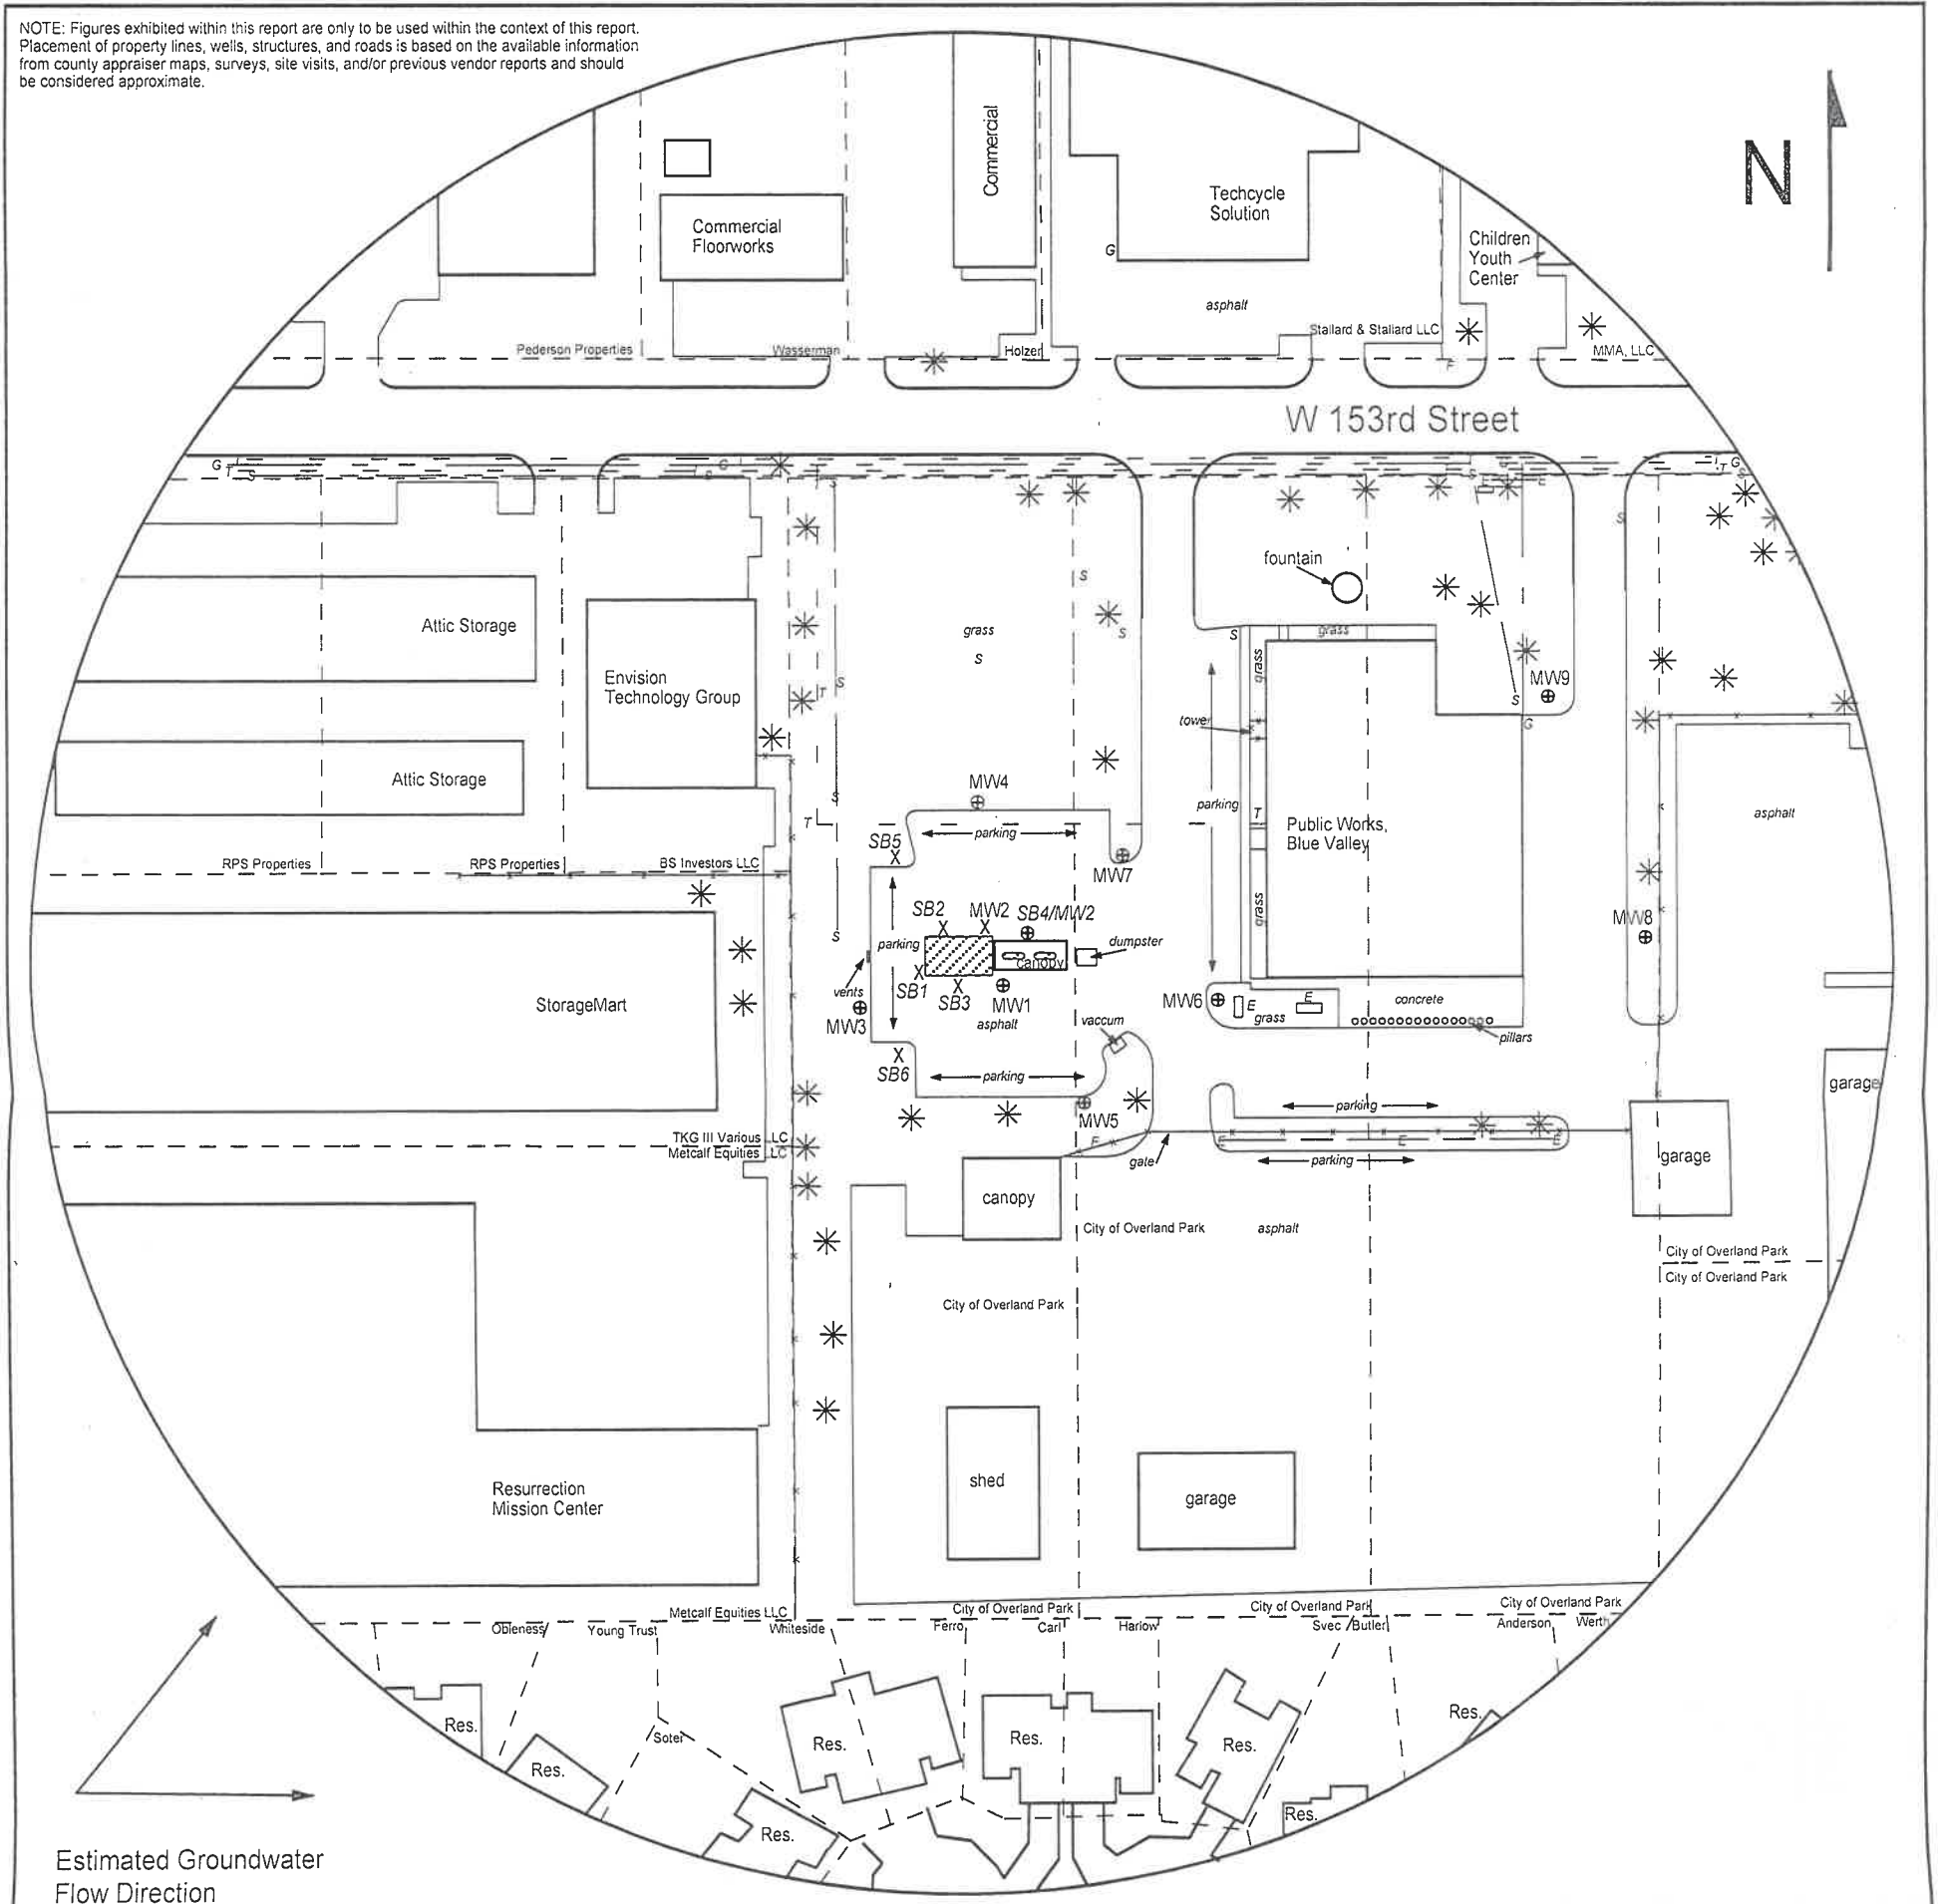 NOTE: Figures exhibited within this report are only to be used within the context of this report.
Placement of property lines, wells, structures, and roads is based on the available information
from county appraiser maps, surveys, site visits, and/or previous vendor reports and should
be considered approximate.
N
Commercial
Techcycle
Solution
Commercial
Floorworks
Children
Youth
Center
G
asphalt
Stallard & Stallard LLC
Pederson Properties
Wasserman
Holzer
MMA, LLC
F
W 153rd Street
G
T
S
G
S
S
S
E
E
T
G
S
S
fountain
S
grass
S
S
S
grass
Attic Storage
Envision
Technology Group
S
T
grass
MW9
S
G
tower
Attic Storage
MW4
S
T
parking
T
parking
Public Works,
Blue Valley
asphalt
SB5
RPS Properties
RPS Properties
BS Investors LLC
MW7
SB2
MW2
SB4/MW2
grass
MW8
S
parking
dumpster
canopy
vents
SB1
SB3
MW1
MW6
E
E
concrete
StorageMart
MW3
asphalt
vaccum
grass
pillars
SB6
parking
garage
parking
MW5
TKG III Various LLC
Metcalf Equities LLC
F
E
E
E
gate
parking
garage
canopy
City of Overland Park
asphalt
City of Overland Park
City of Overland Park
City of Overland Park
shed
garage
Resurrection
Mission Center
Metcalf Equities LLC
City of Overland Park
City of Overland Park
City of Overland Park
Obleness
Young Trust
Whiteside
Ferro
Carl
Harlow
Svec / Butler
Anderson
Werth
Res.
Soter
Res.
Res.
Res.
Res.
Res.
Res.
Res.
Estimated Groundwater
Flow Direction